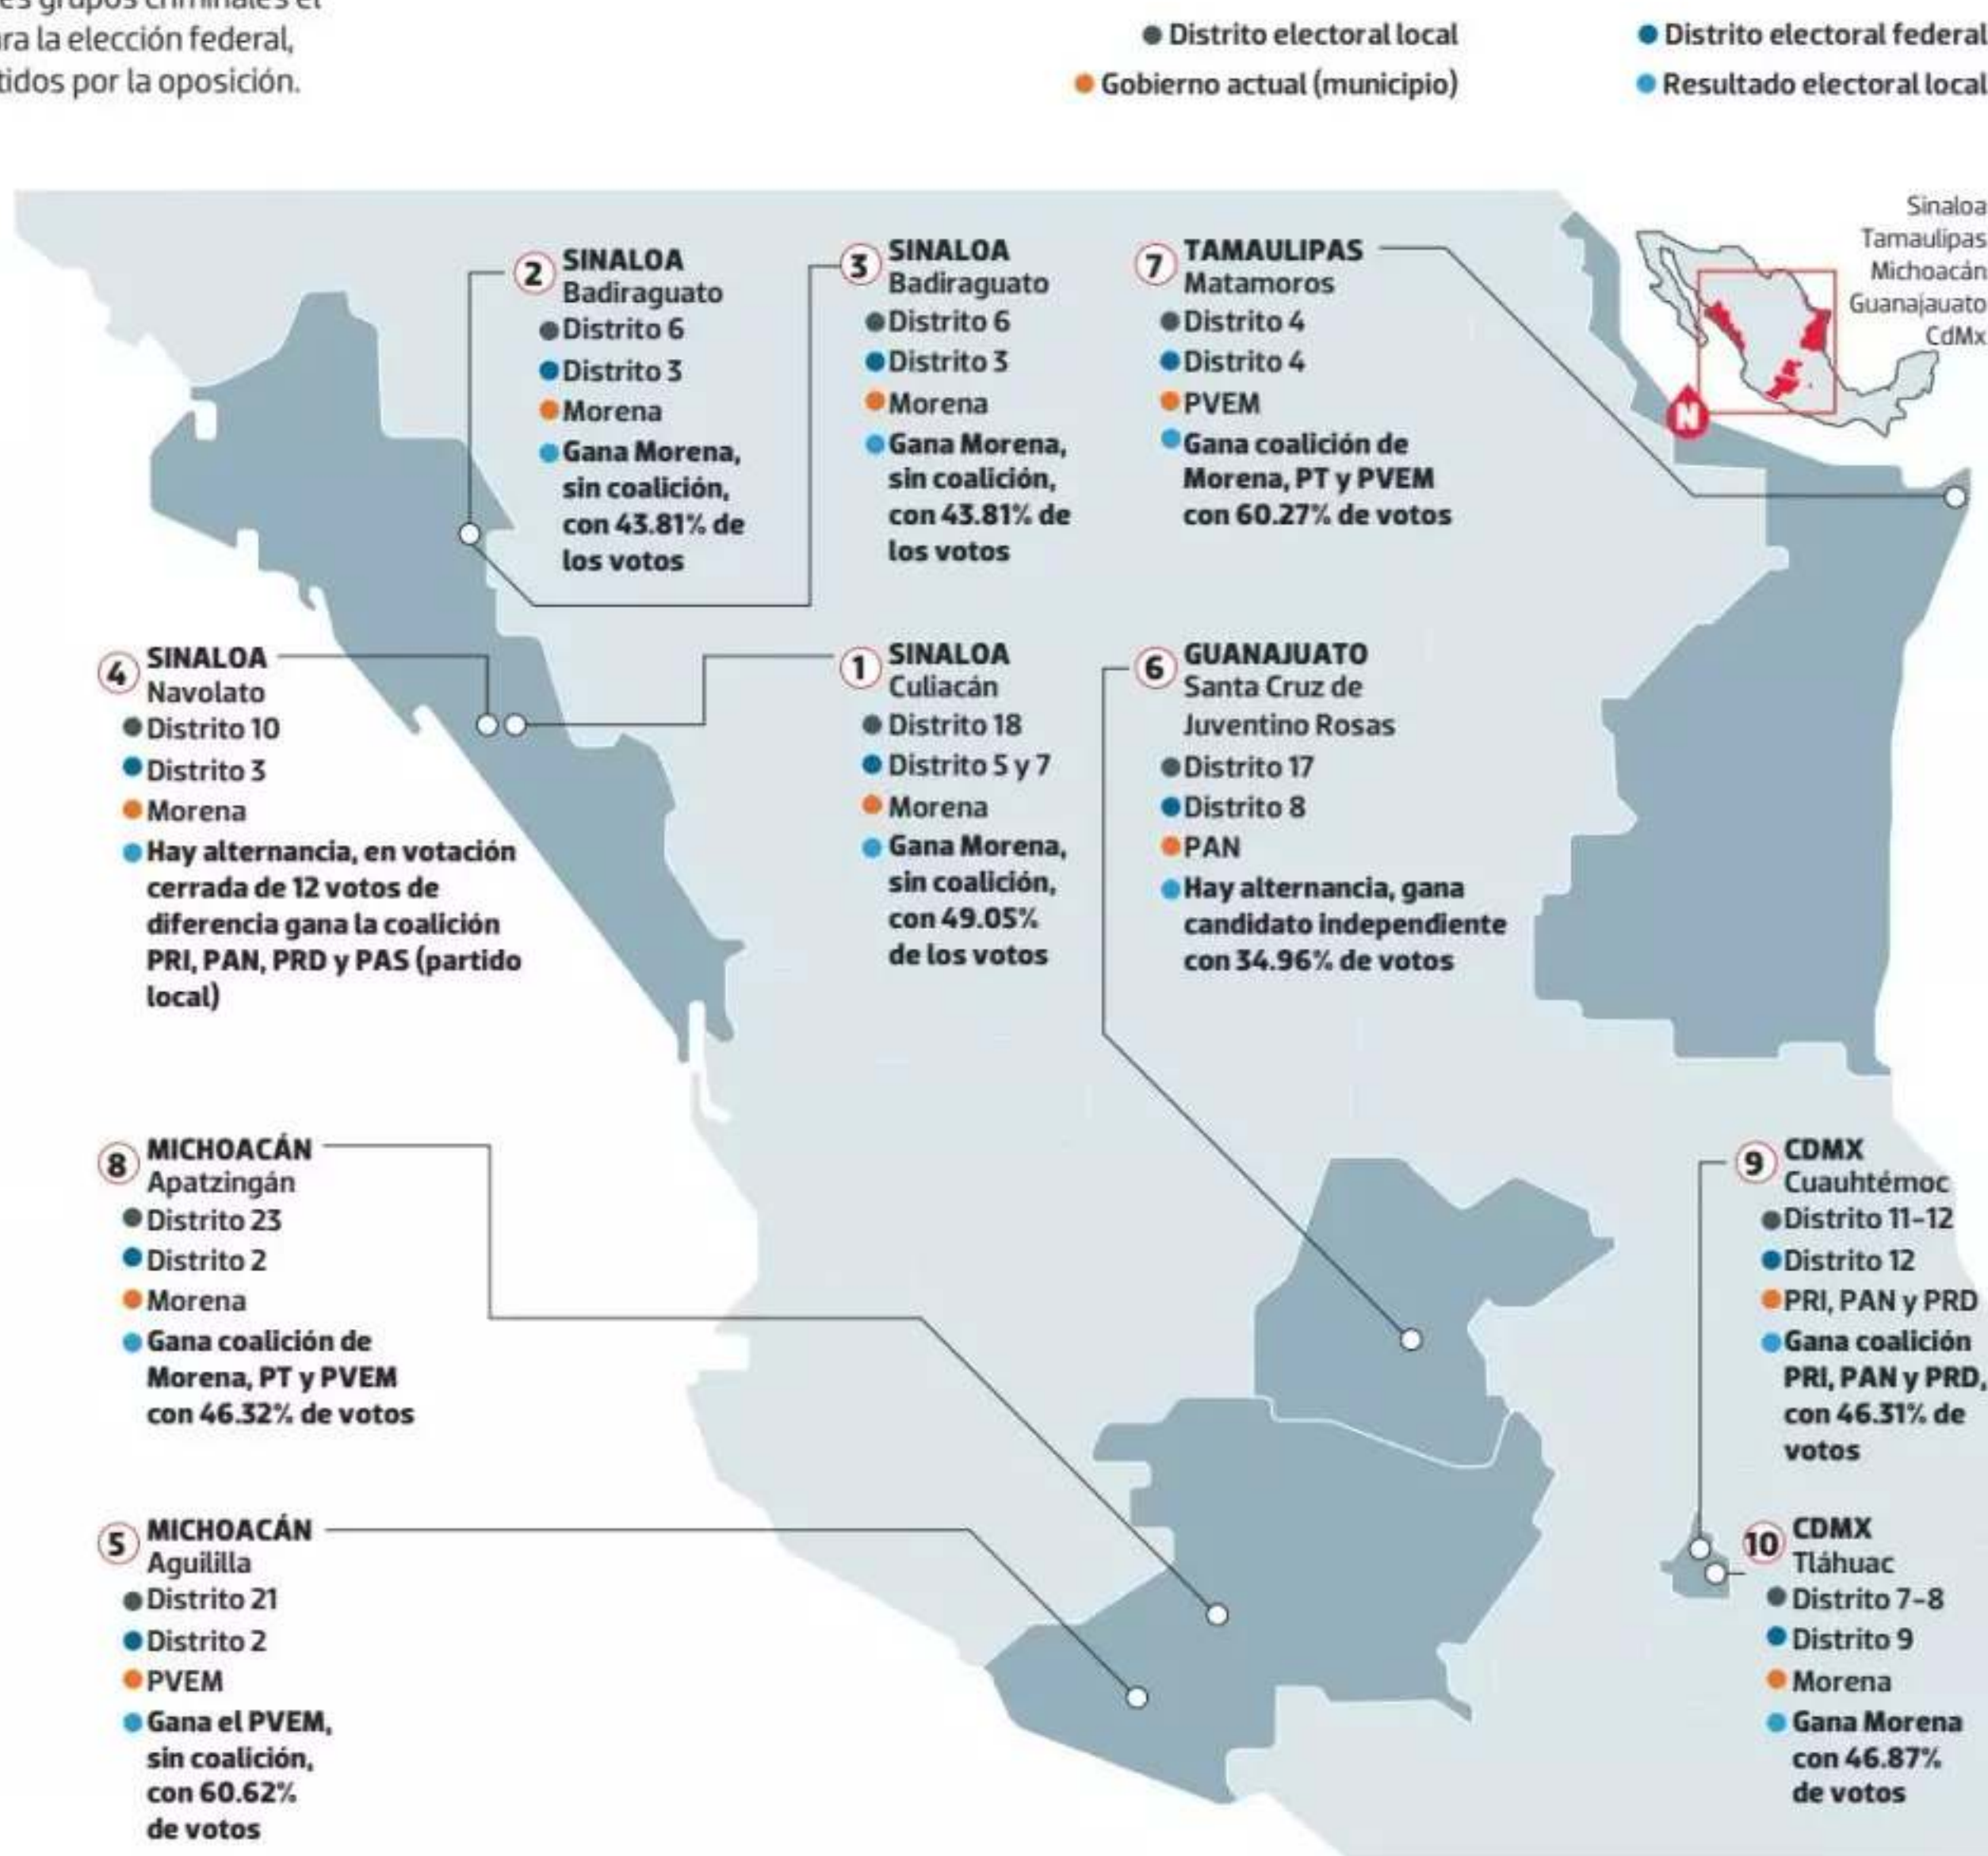 es grupos criminales el
ra la elección federal,
tidos por la oposición.
Distrito electoral local
Gobierno actual (municipio)
Distrito electoral federal
Resultado electoral local
Sinaloa
Tamaulipas
Michoacán
Guanajauato
CdMx
N
2 SINALOA
Badiraguato
Distrito 6
Distrito 3
Morena
Gana Morena,
sin coalición,
con 43.81% de
los votos
3 SINALOA
Badiraguato
Distrito 6
Distrito 3
Morena
Gana Morena,
sin coalición,
con 43.81% de
los votos
7 TAMAULIPAS
Matamoros
Distrito 4
Distrito 4
PVEM
Gana coalición de
Morena, PT y PVEM
con 60.27% de votos
4 SINALOA
Navolato
Distrito 10
Distrito 3
Morena
Hay alternancia, en votación
cerrada de 12 votos de
diferencia gana la coalición
PRI, PAN, PRD y PAS (partido
local)
1 SINALOA
Culiacán
Distrito 18
Distrito 5 y 7
Morena
Gana Morena,
sin coalición,
con 49.05%
de los votos
6 GUANAJUATO
Santa Cruz de
Juventino Rosas
Distrito 17
Distrito 8
PAN
Hay alternancia, gana
candidato independiente
con 34.96% de votos
8 MICHOACÁN
Apatzingán
Distrito 23
Distrito 2
Morena
Gana coalición de
Morena, PT y PVEM
con 46.32% de votos
9 CDMX
Cuauhtémoc
Distrito 11-12
Distrito 12
PRI, PAN y PRD
Gana coalición
PRI, PAN y PRD,
con 46.31% de
votos
5 MICHOACÁN
Aguililla
Distrito 21
Distrito 2
PVEM
Gana el PVEM,
sin coalición,
con 60.62%
de votos
10 CDMX
Tláhuac
Distrito 7-8
Distrito 9
Morena
Gana Morena
con 46.87%
de votos